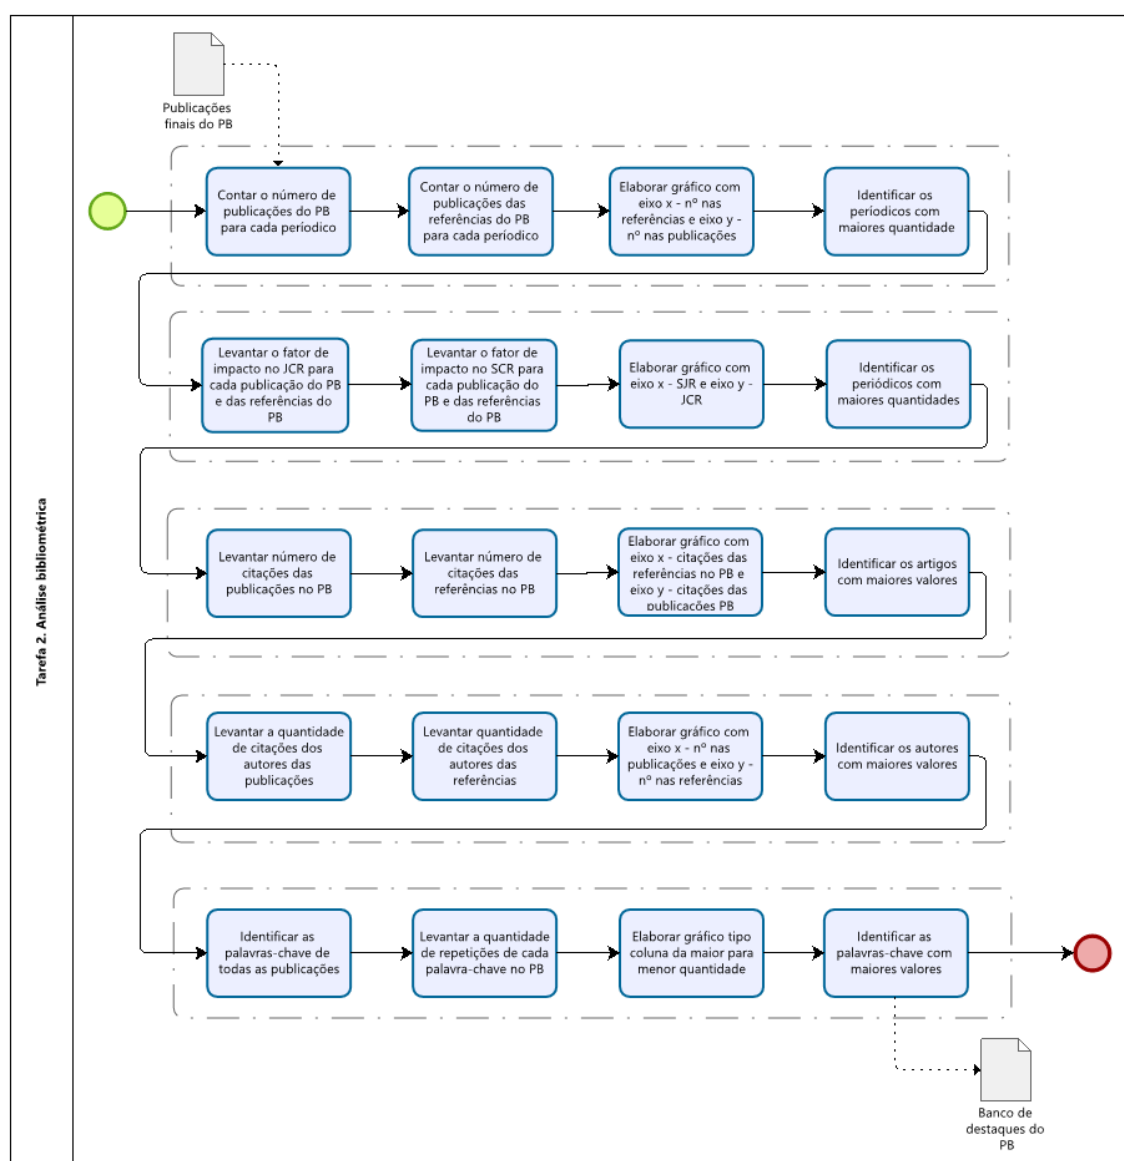 Tarefa 2. Análise bibliométrica
Publicações
finais do PB
Contar o número de
publicações do PB
para cada períodico
Contar o número de
publicações das
referências do PB
para cada períodico
Elaborar gráfico com
eixo x - nº nas
referências e eixo y -
nº nas publicações
Identificar os
períodicos com
maiores quantidade
Levantar o fator de
impacto no JCR para
cada publicação do PB
e das referências do
PB
Levantar o fator de
impacto no SCR para
cada publicação do
PB e das referências
do PB
Elaborar gráfico com
eixo x - SJR e eixo y -
JCR
Identificar os
periódicos com
maiores quantidades
Levantar número de
citações das
publicações no PB
Levantar número de
citações das
referências no PB
Elaborar gráfico com
eixo x - citações das
referências no PB e
eixo y - citações das
publicações PB
Identificar os artigos
com maiores valores
Levantar a quantidade
de citações dos
autores das
publicações
Levantar quantidade
de citações dos
autores das
referências
Elaborar gráfico com
eixo x - nº nas
publicações e eixo y -
nº nas referências
Identificar os autores
com maiores valores
Identificar as
palavras-chave de
todas as publicações
Levantar a quantidade
de repetições de cada
palavra-chave no PB
Elaborar gráfico tipo
coluna da maior para
menor quantidade
Identificar as
palavras-chave com
maiores valores
Banco de
destaques do
PB